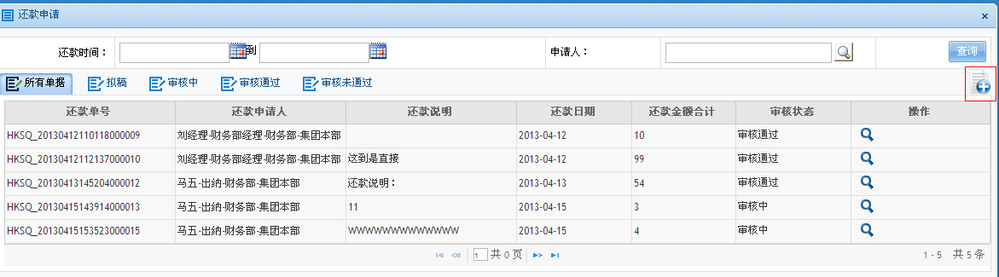 还款申请 ×
还款时间： 到 申请人： 查询
所有单据 拟稿 审核中 审核通过 审核未通过
还款单号 还款申请人 还款说明 还款日期 还款金额合计 审核状态 操作
HKSQ_20130412110118000009 刘经理-财务部经理-财务部-集团本部 2013-04-12 10 审核通过
HKSQ_20130412112137000010 刘经理-财务部经理-财务部-集团本部 这到是直接 2013-04-12 99 审核通过
HKSQ_20130413145204000012 马五-出纳-财务部-集团本部 还款说明： 2013-04-13 54 审核通过
HKSQ_20130415143914000013 马五-出纳-财务部-集团本部 11 2013-04-15 3 审核中
HKSQ_20130415153523000015 马五-出纳-财务部-集团本部 WWWWWWWWWWWWW 2013-04-15 4 审核中
1 共 0 页 1 - 5 共 5 条